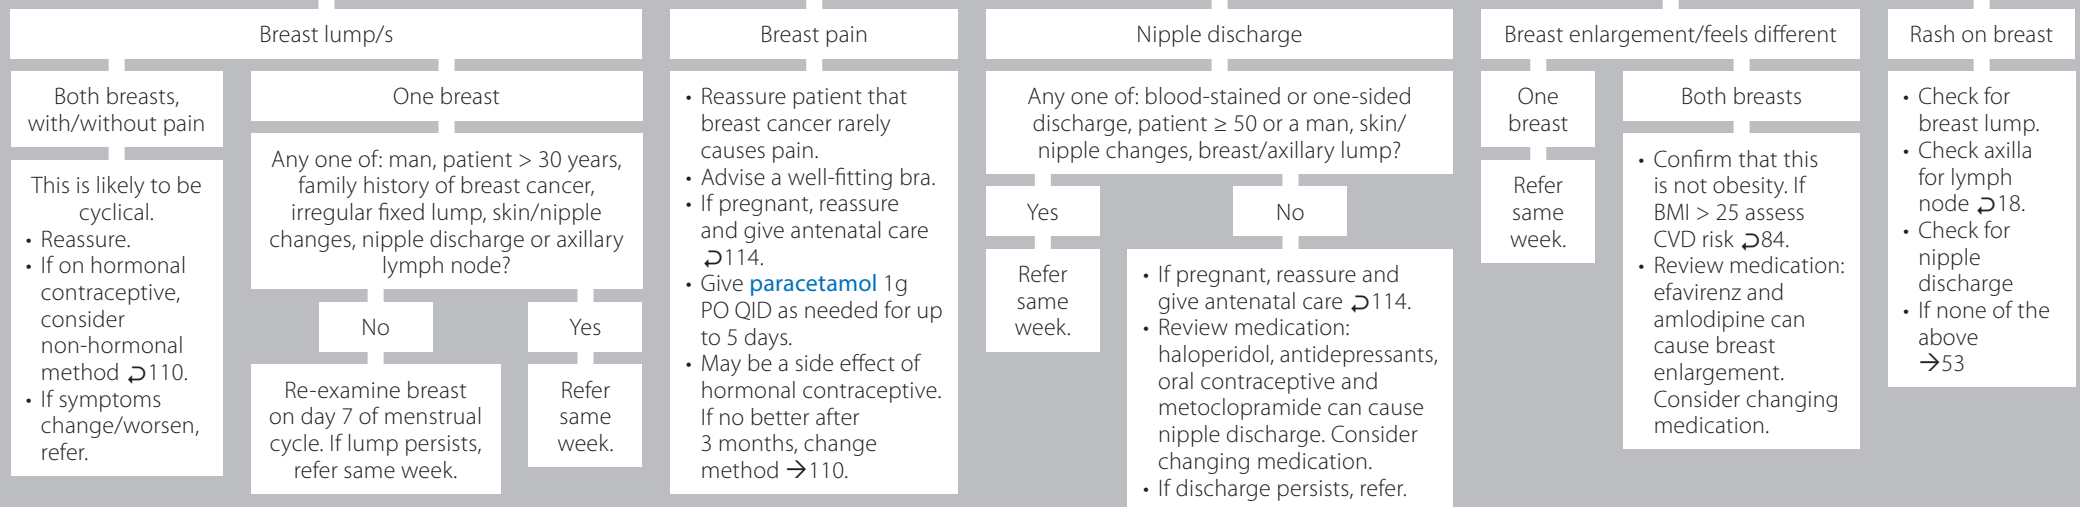 Breast lump/s
Both breasts,
with/without pain
This is likely to be
cyclical.
• Reassure.
• If on hormonal
contraceptive,
consider
non-hormonal
method ⮌110.
• If symptoms
change/worsen,
refer.
One breast
Any one of: man, patient > 30 years,
family history of breast cancer,
irregular fixed lump, skin/nipple
changes, nipple discharge or axillary
lymph node?
No
Re-examine breast
on day 7 of menstrual
cycle. If lump persists,
refer same week.
Yes
Refer
same
week.
Breast pain
• Reassure patient that
breast cancer rarely
causes pain.
• Advise a well-fitting bra.
• If pregnant, reassure
and give antenatal care
⮌114.
• Give paracetamol 1g
PO QID as needed for up
to 5 days.
• May be a side effect of
hormonal contraceptive.
If no better after
3 months, change
method →110.
Nipple discharge
Any one of: blood-stained or one-sided
discharge, patient ≥ 50 or a man, skin/
nipple changes, breast/axillary lump?
Yes
Refer
same
week.
No
• If pregnant, reassure and
give antenatal care ⮌114.
• Review medication:
haloperidol, antidepressants,
oral contraceptive and
metoclopramide can cause
nipple discharge. Consider
changing medication.
• If discharge persists, refer.
Breast enlargement/feels different
One
breast
Refer
same
week.
Both breasts
• Confirm that this
is not obesity. If
BMI > 25 assess
CVD risk ⮌84.
• Review medication:
efavirenz and
amlodipine can
cause breast
enlargement.
Consider changing
medication.
Rash on breast
• Check for
breast lump.
• Check axilla
for lymph
node ⮌18.
• Check for
nipple
discharge
• If none of the
above
→53